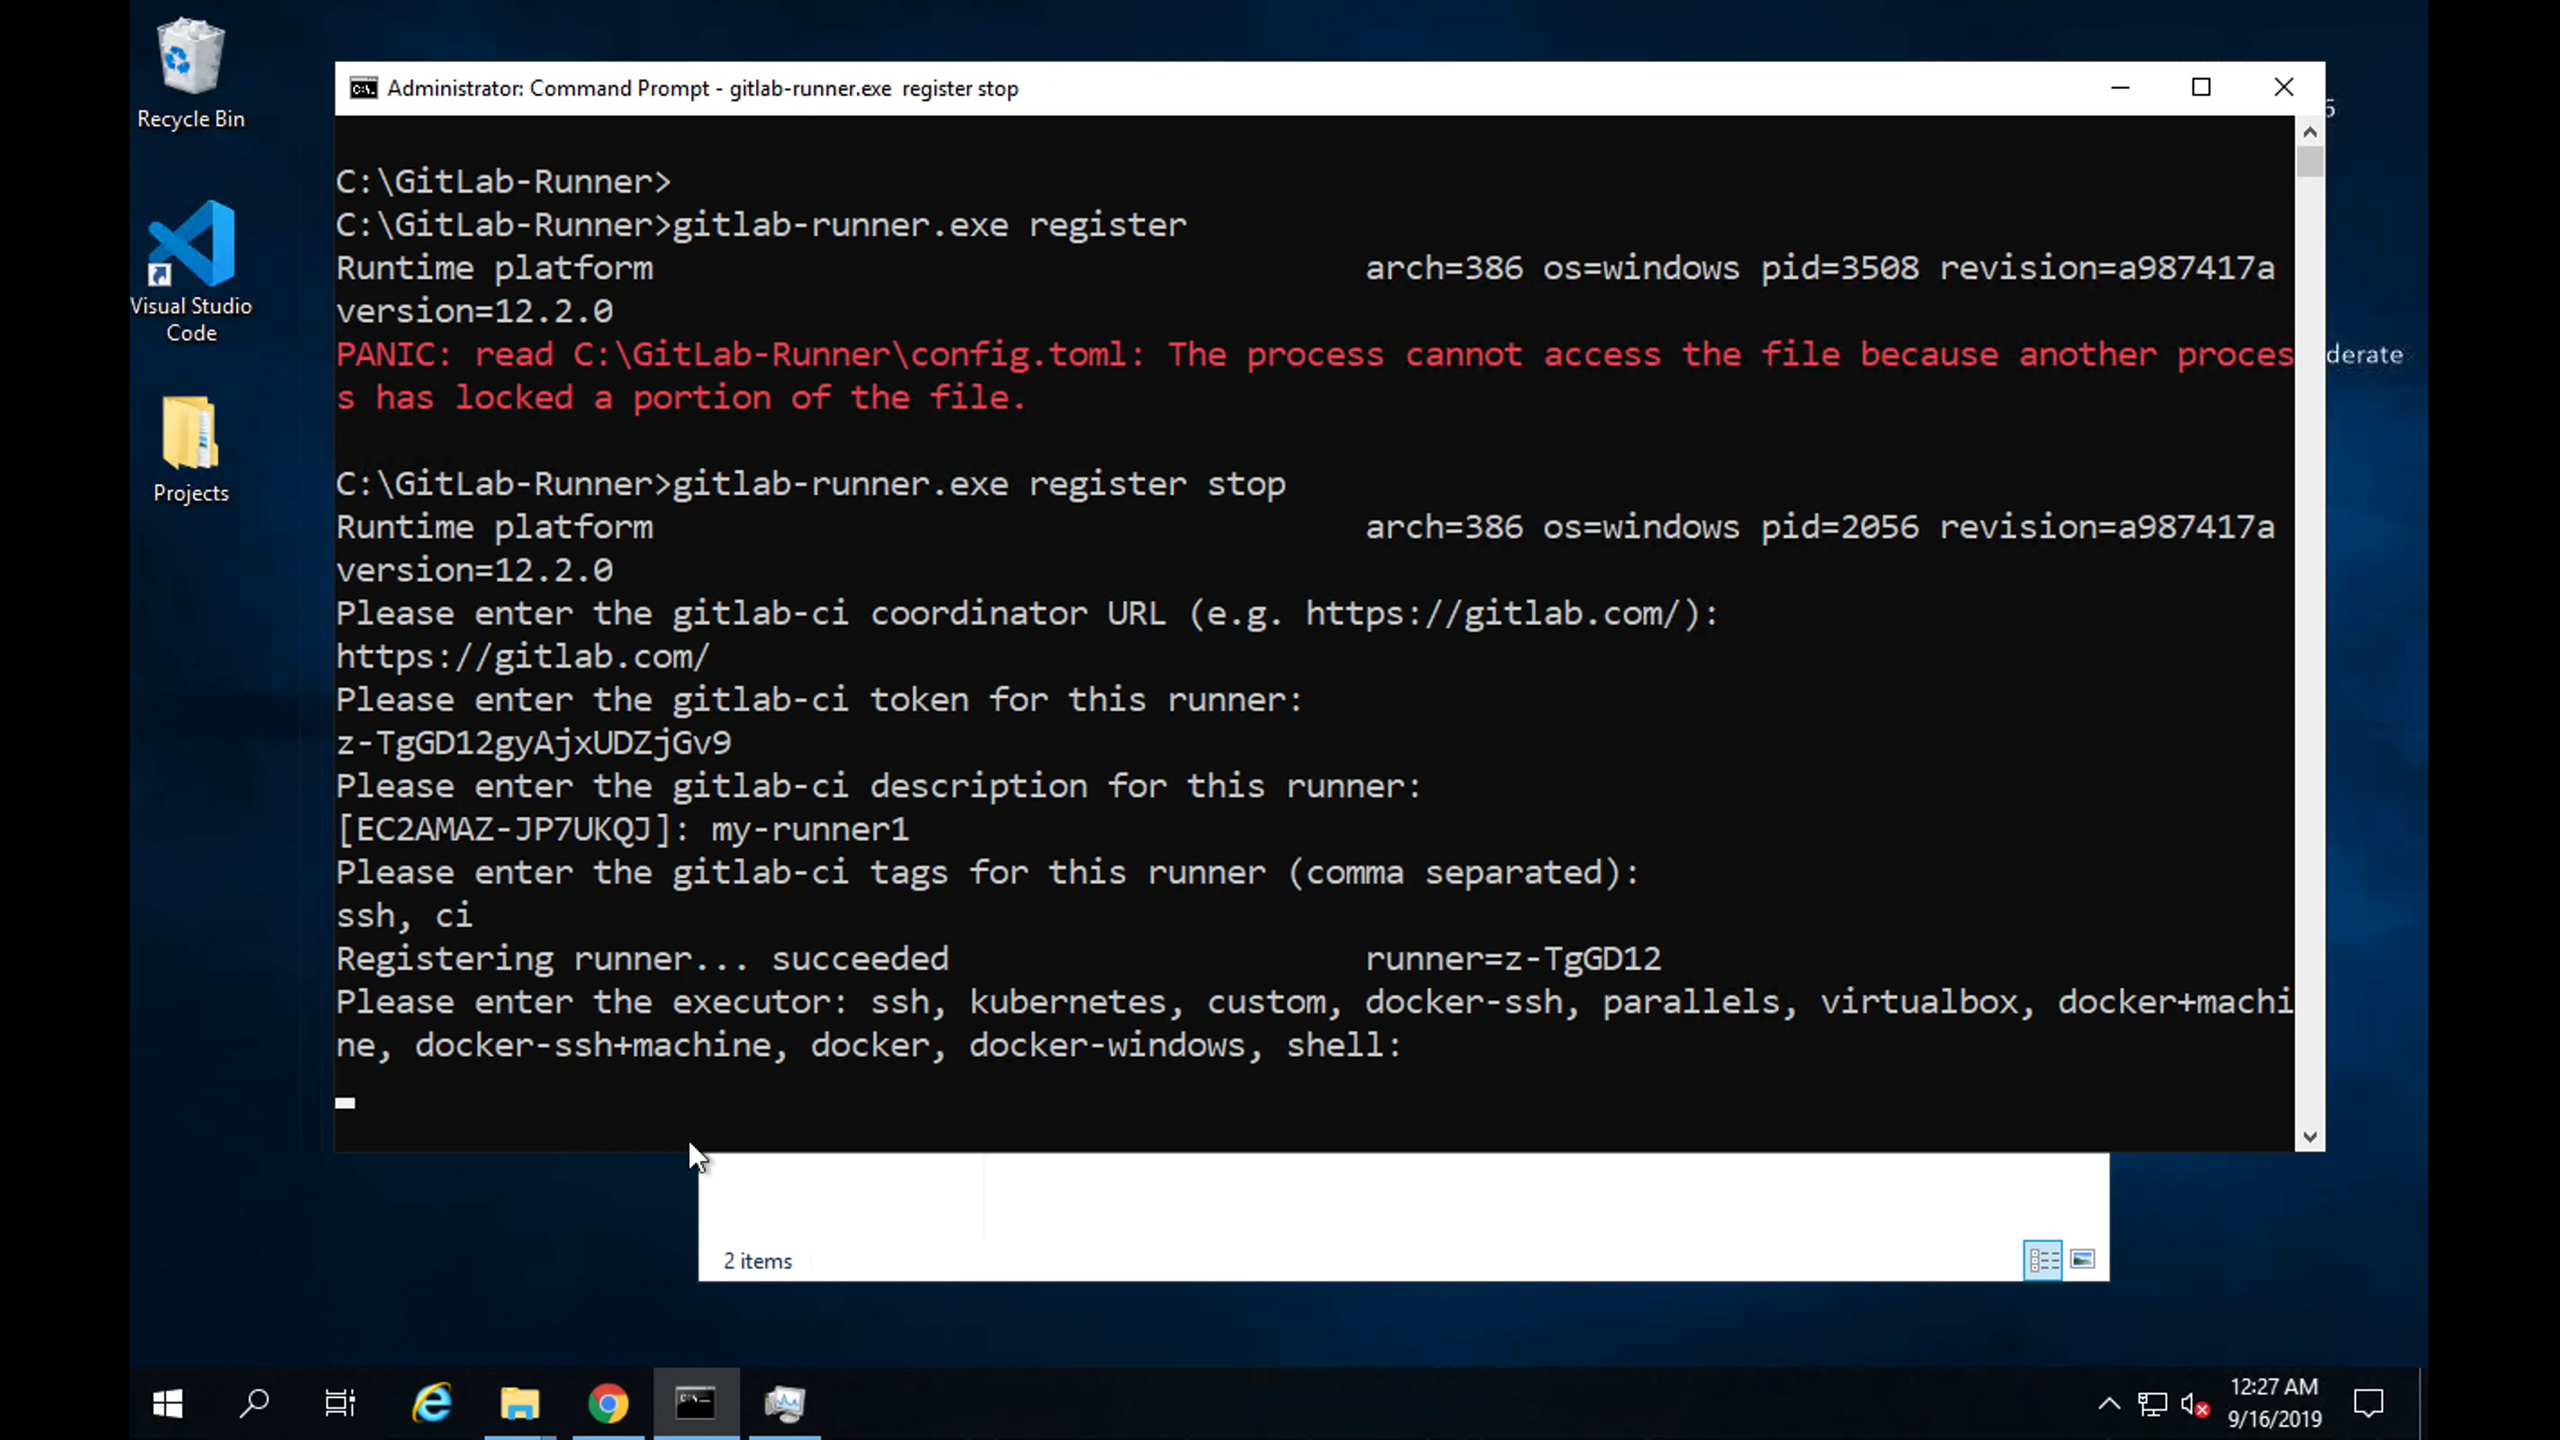 Recycle Bin
Visual Studio
Code
Projects
Administrator: Command Prompt - gitlab-runner.exe  register stop
C:\GitLab-Runner>
C:\GitLab-Runner>gitlab-runner.exe register
Runtime platform                                    arch=386 os=windows pid=3508 revision=a987417a
version=12.2.0
PANIC: read C:\GitLab-Runner\config.toml: The process cannot access the file because another proces
s has locked a portion of the file.
C:\GitLab-Runner>gitlab-runner.exe register stop
Runtime platform                                    arch=386 os=windows pid=2056 revision=a987417a
version=12.2.0
Please enter the gitlab-ci coordinator URL (e.g. https://gitlab.com/):
https://gitlab.com/
Please enter the gitlab-ci token for this runner:
z-TgGD12gyAjxUDZjGv9
Please enter the gitlab-ci description for this runner:
[EC2AMAZ-JP7UKQJ]: my-runner1
Please enter the gitlab-ci tags for this runner (comma separated):
ssh, ci
Registering runner... succeeded                     runner=z-TgGD12
Please enter the executor: ssh, kubernetes, custom, docker-ssh, parallels, virtualbox, docker+machi
ne, docker-ssh+machine, docker, docker-windows, shell:
5
derate
2 items
12:27 AM
9/16/2019